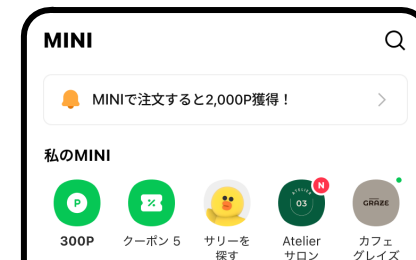 MINI
MINIで注文すると2,000P獲得！
私のMINI
P
%
ATELIER
03
N
GRAZE
300P
クーポン 5
サリーを
探す
Atelier
サロン
カフェ
グレイズ